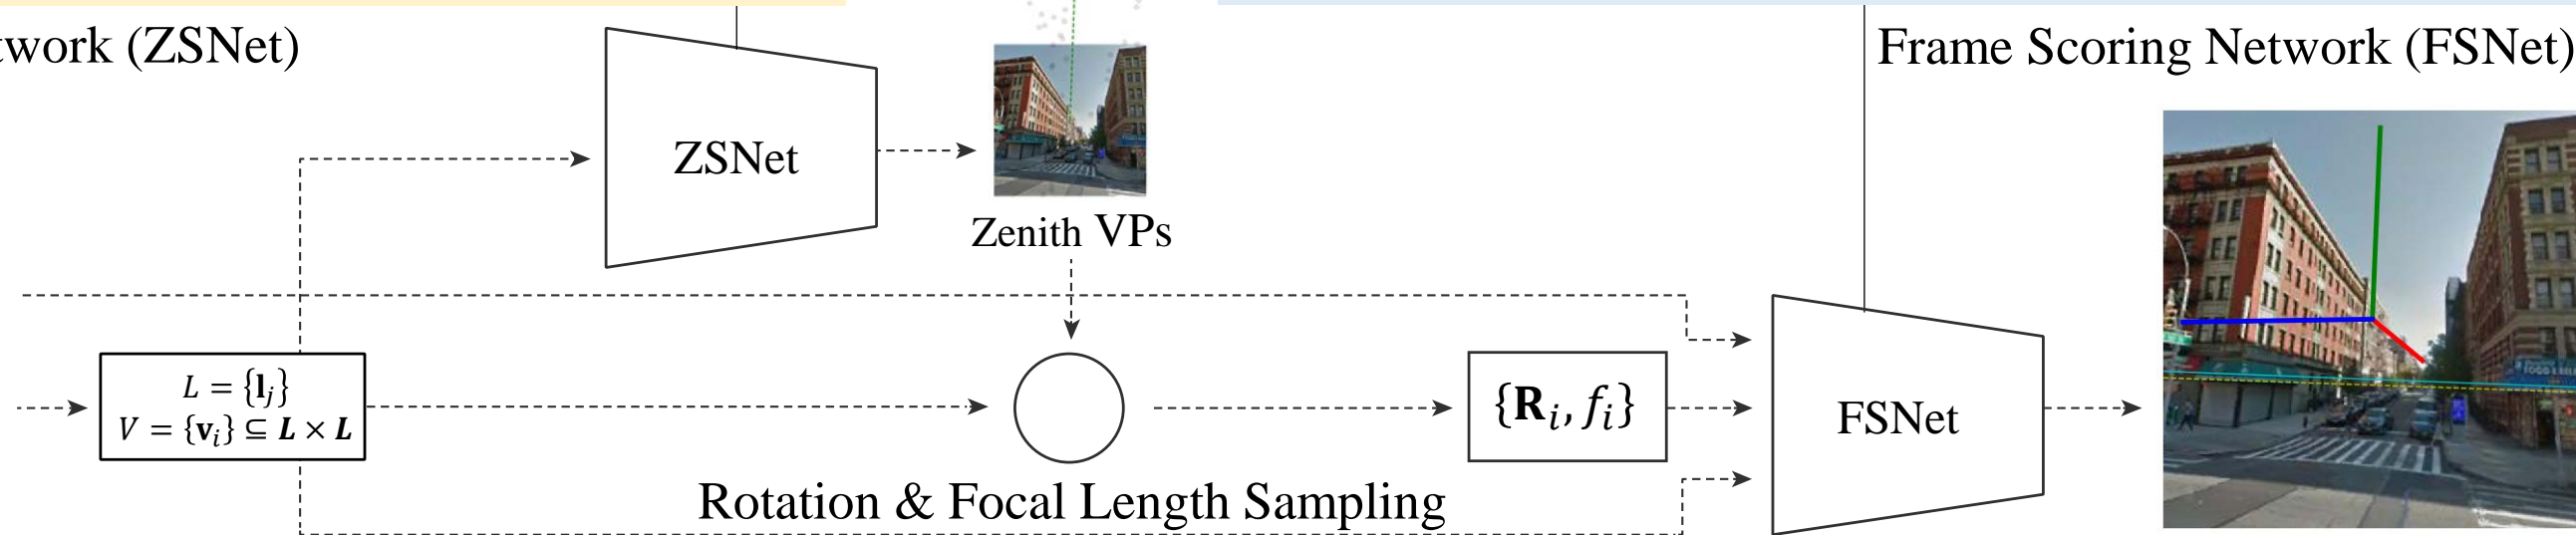 twork (ZSNet)
Frame Scoring Network (FSNet)
ZSNet
Zenith VPs
L = {l_j}
V = {v_i} ⊆ L × L
{R_i, f_i}
FSNet
Rotation & Focal Length Sampling